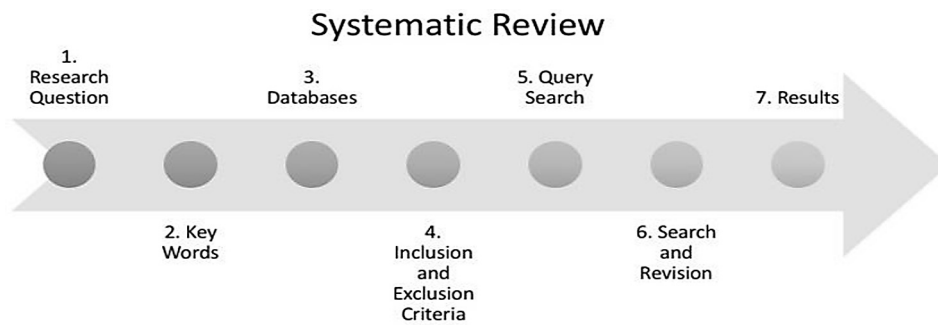 Systematic Review
1.
Research
Question
2. Key
Words
3.
Databases
4.
Inclusion
and
Exclusion
Criteria
5. Query
Search
6. Search
and
Revision
7. Results